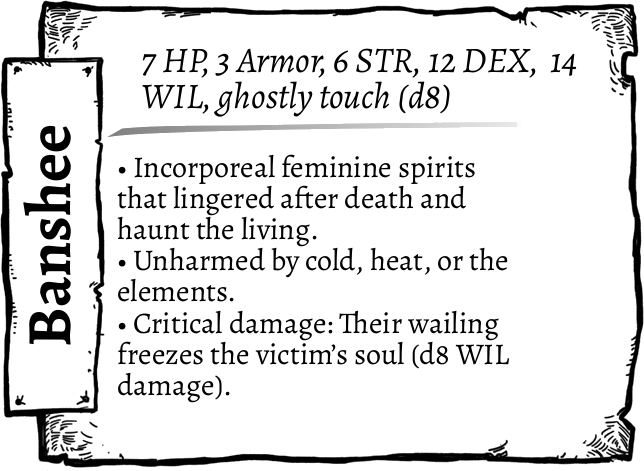 Banshee
7 HP, 3 Armor, 6 STR, 12 DEX, 14
WIL, ghostly touch (d8)
• Incorporeal feminine spirits
that lingered after death and
haunt the living.
• Unharmed by cold, heat, or the
elements.
• Critical damage: Their wailing
freezes the victim’s soul (d8 WIL
damage).